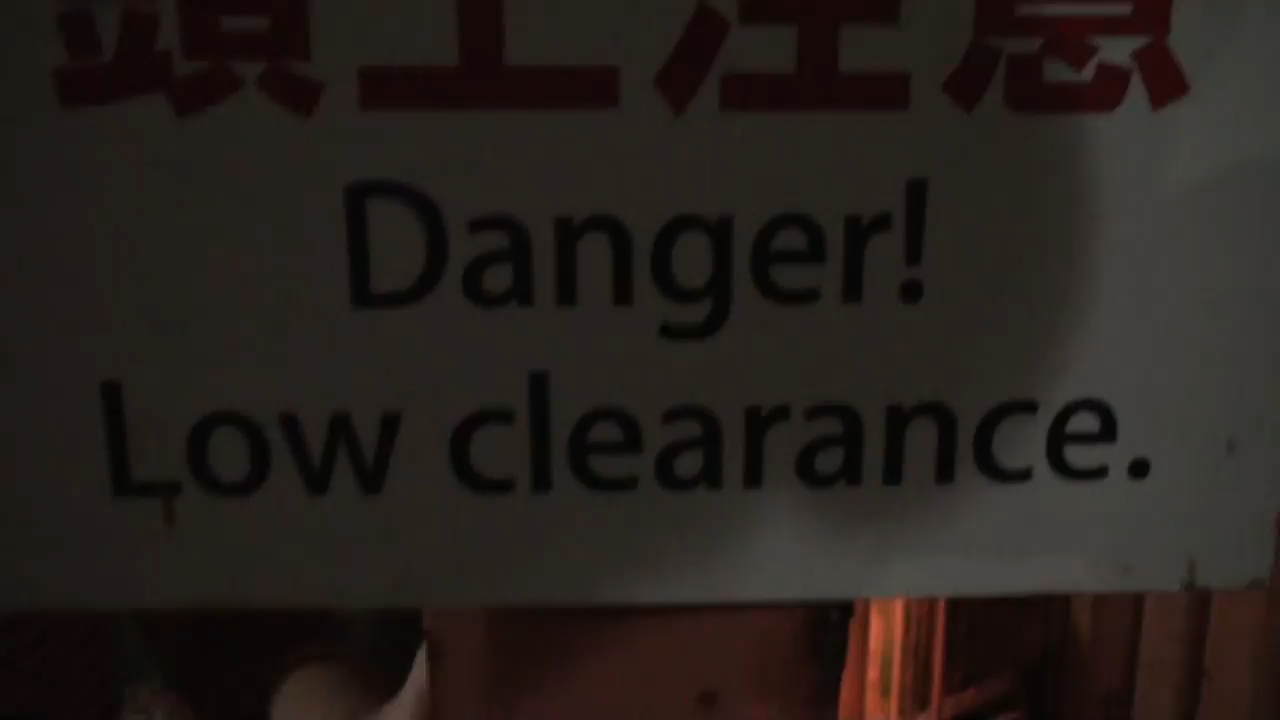 頭上注意
Danger!
Low clearance.